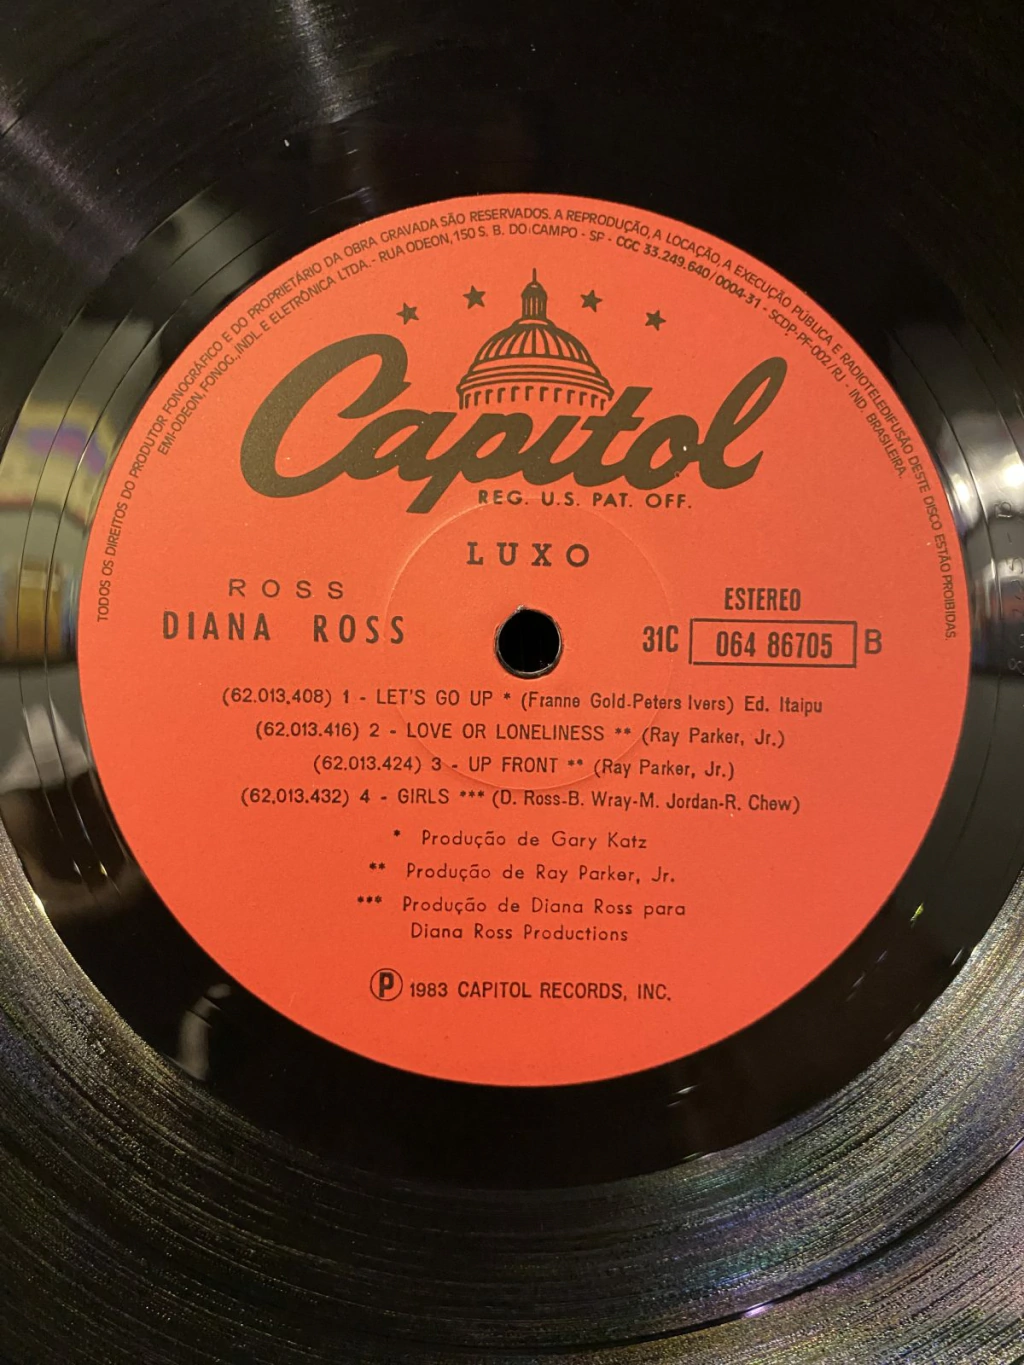 TODOS OS DIREITOS DO PRODUTOR FONOGRÁFICO E DO PROPRIETÁRIO DA OBRA GRAVADA SÃO RESERVADOS. A REPRODUÇÃO, A LOCAÇÃO, A EXECUÇÃO PÚBLICA E RADIOTELEDIFUSÃO DESTE DISCO ESTÃO PROIBIDAS.
EMI-ODEON, FONOG., INDL. E ELETRÔNICA LTDA. - RUA ODEON, 150 S. B. DO CAMPO - SP - CGC 33.249.640/0004-31 - SCDP-PF-002/RJ - IND. BRASILEIRA.
Capitol
REG. U.S. PAT. OFF.
LUXO
ROSS
DIANA ROSS
ESTEREO
31C 064 86705 B
(62.013.408) 1 - LET'S GO UP * (Franne Gold-Peters Ivers) Ed. Itaipu
(62.013.416) 2 - LOVE OR LONELINESS ** (Ray Parker, Jr.)
(62.013.424) 3 - UP FRONT ** (Ray Parker, Jr.)
(62.013.432) 4 - GIRLS *** (D. Ross-B. Wray-M. Jordan-R. Chew)
* Produção de Gary Katz
** Produção de Ray Parker, Jr.
*** Produção de Diana Ross para
Diana Ross Productions
Ⓟ 1983 CAPITOL RECORDS, INC.